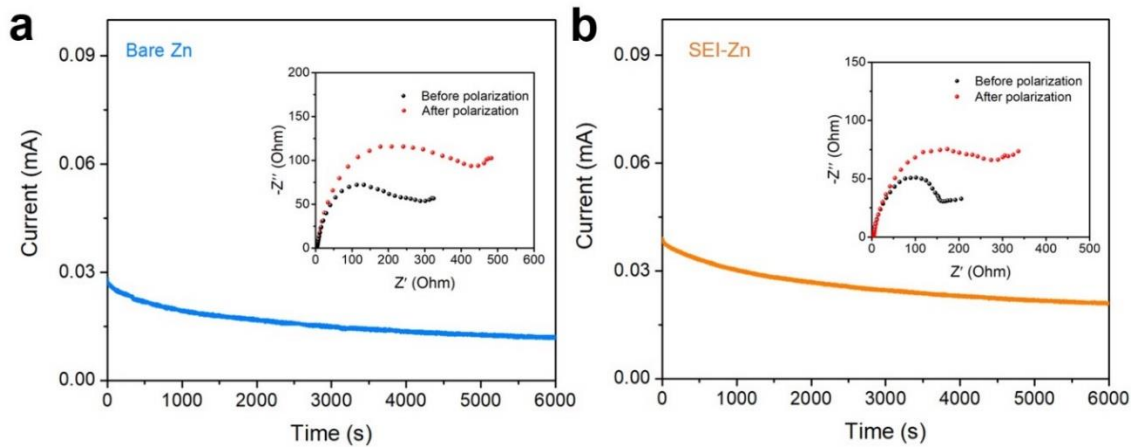 a
Bare Zn
Current (mA)
0.09
0.06
0.03
0.00
0
1000
2000
3000
4000
5000
6000
Time (s)
-Z'' (Ohm)
200
150
100
50
0
0
100
200
300
400
500
600
Z' (Ohm)
Before polarization
After polarization
b
SEI-Zn
Current (mA)
0.09
0.06
0.03
0.00
0
1000
2000
3000
4000
5000
6000
Time (s)
-Z'' (Ohm)
150
100
50
0
0
100
200
300
400
500
Z' (Ohm)
Before polarization
After polarization